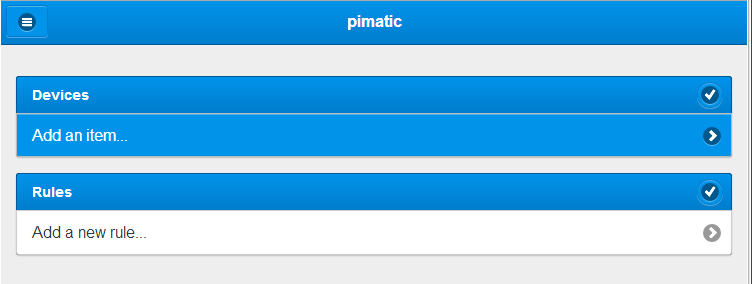 pimatic
Devices
Add an item...
Rules
Add a new rule...